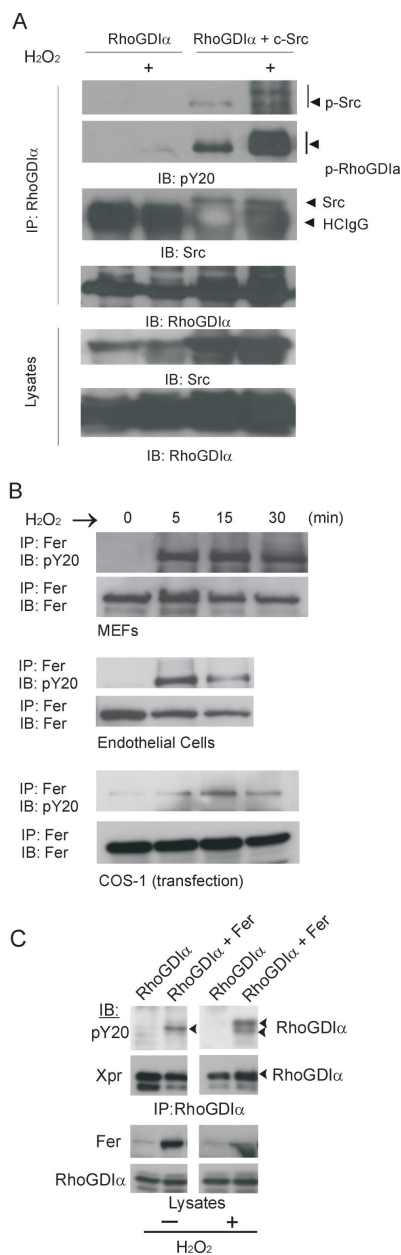 A
RhoGDIα RhoGDIα + c-Src
H2O2 + +
IP: RhoGDIα
p-Src
p-RhoGDIa
IB: pY20
Src
HCIgG
IB: Src
IB: RhoGDIα
Lysates
IB: Src
IB: RhoGDIα
B
H2O2 → 0 5 15 30 (min)
IP: Fer
IB: pY20
IP: Fer
IB: Fer
MEFs
IP: Fer
IB: pY20
IP: Fer
IB: Fer
Endothelial Cells
IP: Fer
IB: pY20
IP: Fer
IB: Fer
COS-1 (transfection)
C
RhoGDIα RhoGDIα + Fer RhoGDIα RhoGDIα + Fer
IB:
pY20 RhoGDIα
Xpr RhoGDIα
IP:RhoGDIα
Fer
RhoGDIα
Lysates
− +
H2O2